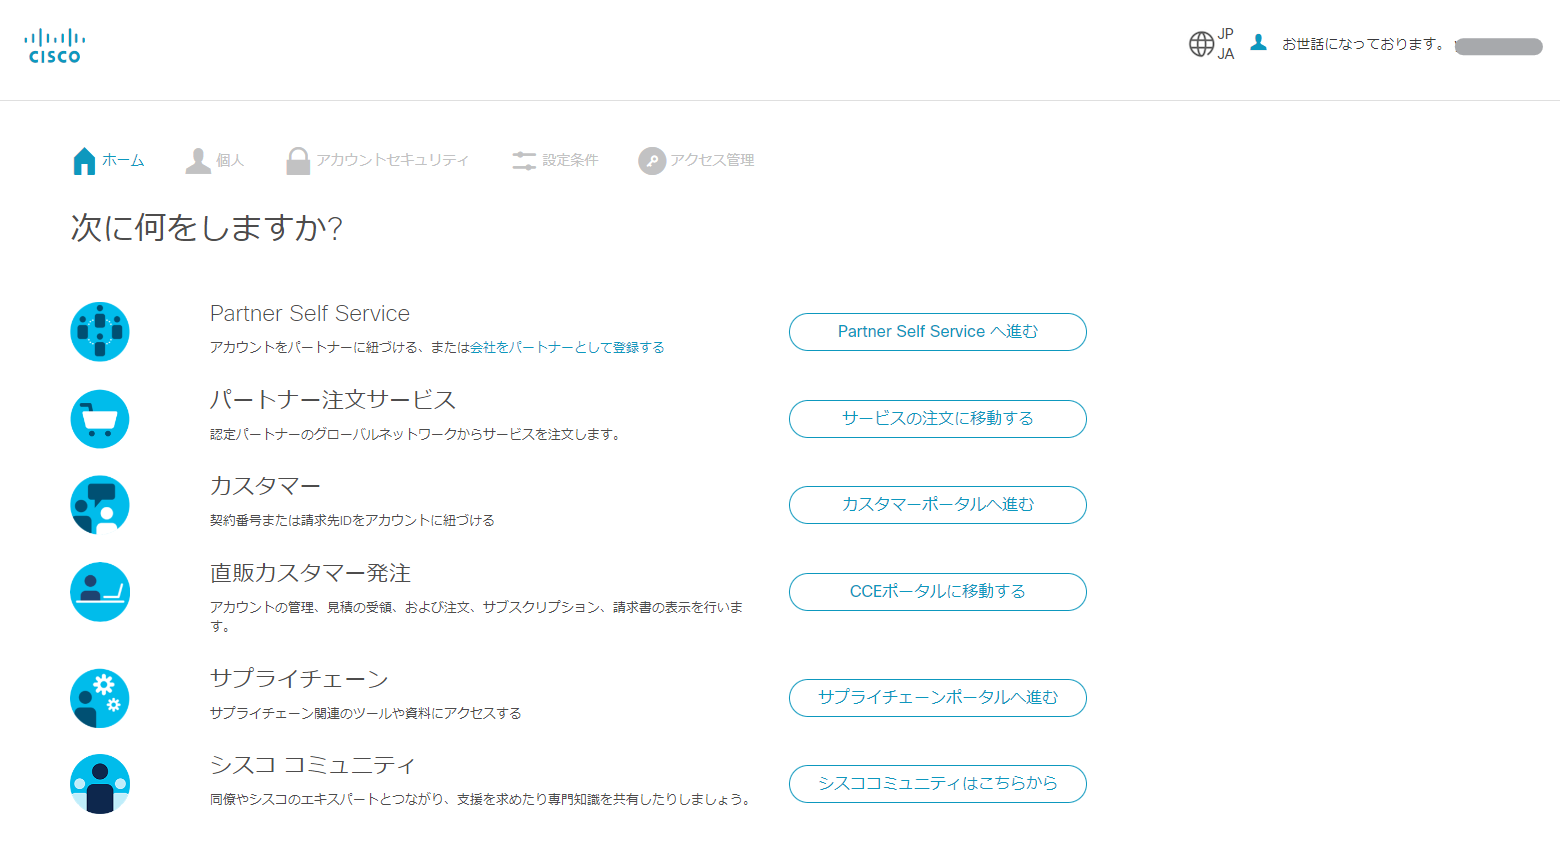 CISCO
JP
JA
お世話になっております。
ホーム
個人
アカウントセキュリティ
設定条件
アクセス管理
次に何をしますか?
Partner Self Service
アカウントをパートナーに紐づける、または会社をパートナーとして登録する
Partner Self Service へ進む
パートナー注文サービス
認定パートナーのグローバルネットワークからサービスを注文します。
サービスの注文に移動する
カスタマー
契約番号または請求先IDをアカウントに紐づける
カスタマーポータルへ進む
直販カスタマー発注
アカウントの管理、見積の受領、および注文、サブスクリプション、請求書の表示を行いま
す。
CCEポータルに移動する
サプライチェーン
サプライチェーン関連のツールや資料にアクセスする
サプライチェーンポータルへ進む
シスコ コミュニティ
同僚やシスコのエキスパートとつながり、支援を求めたり専門知識を共有したりしましょう。
シスココミュニティはこちらから